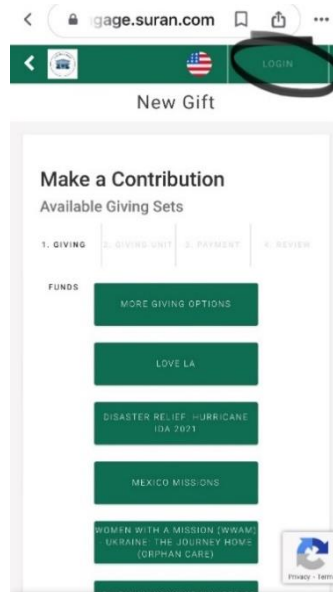 gage.suran.com
LOGIN
New Gift
Make a Contribution
Available Giving Sets
1. GIVING 2. GIVING UNIT 3. PAYMENT 4. REVIEW
FUNDS
MORE GIVING OPTIONS
LOVE LA
DISASTER RELIEF: HURRICANE
IDA 2021
MEXICO MISSIONS
WOMEN WITH A MISSION (WWAM)
- UKRAINE: THE JOURNEY HOME
(ORPHAN CARE)
Privacy - Term